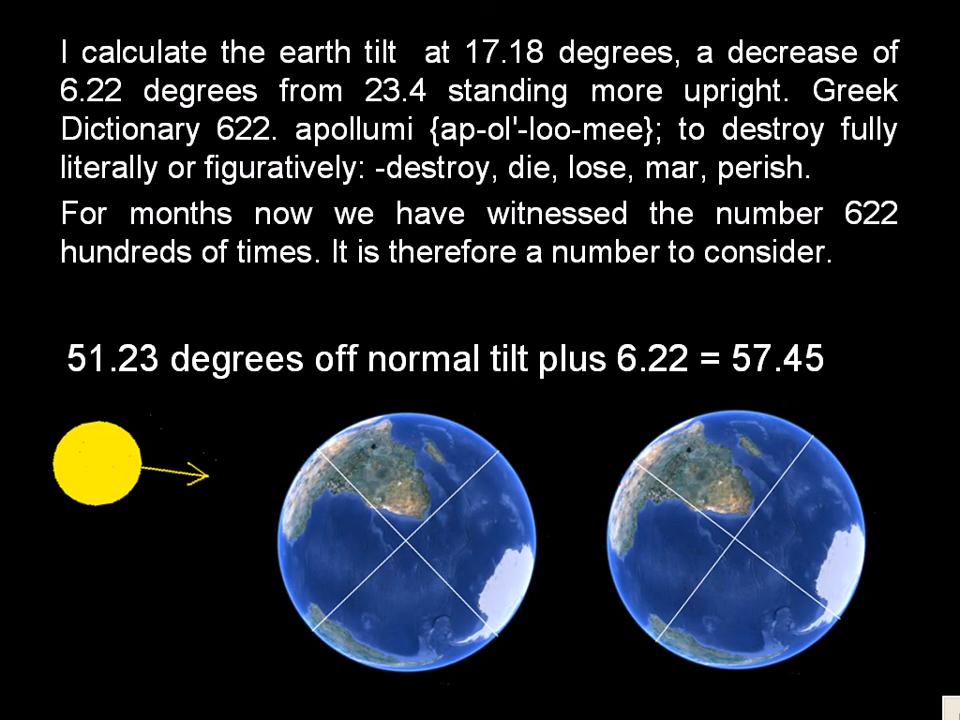 I calculate the earth tilt at 17.18 degrees, a decrease of
6.22 degrees from 23.4 standing more upright. Greek
Dictionary 622. apollumi {ap-ol'-loo-mee}; to destroy fully
literally or figuratively: -destroy, die, lose, mar, perish.
For months now we have witnessed the number 622
hundreds of times. It is therefore a number to consider.
51.23 degrees off normal tilt plus 6.22 = 57.45